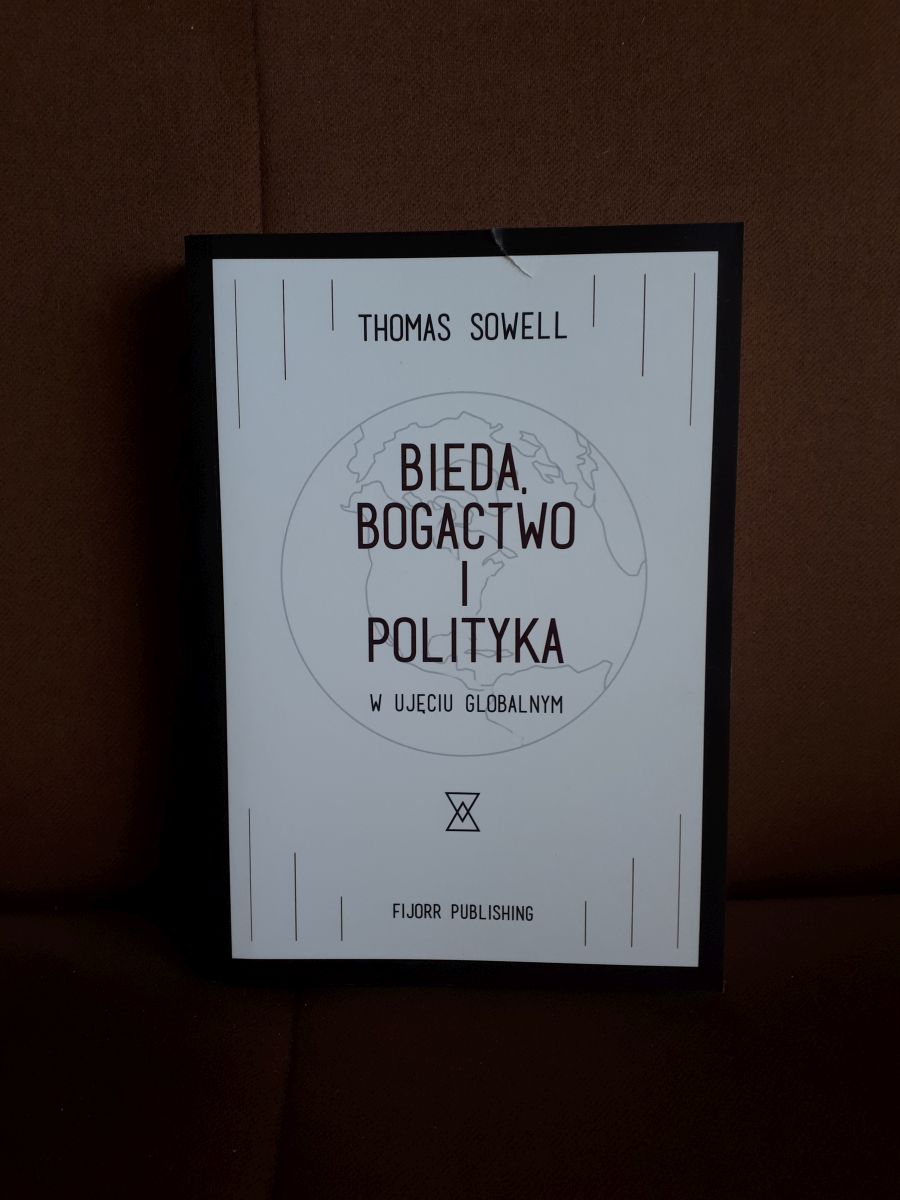 THOMAS SOWELL
BIEDA,
BOGACTWO
I
POLITYKA
W UJĘCIU GLOBALNYM
FIJORR PUBLISHING